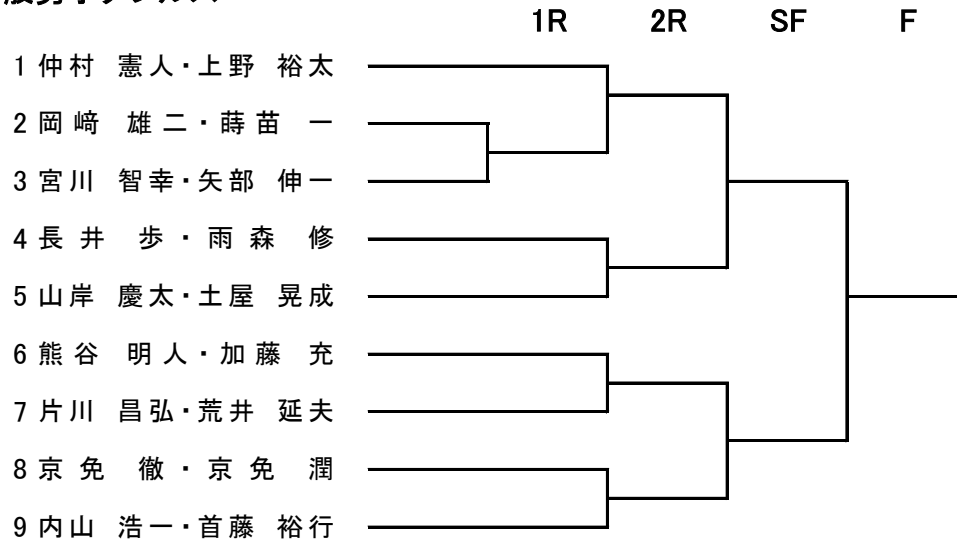 1R 2R SF F
1 仲村 憲人・上野 裕太
2 岡﨑 雄二・蒔苗 一
3 宮川 智幸・矢部 伸一
4 長井 歩・雨森 修
5 山岸 慶太・土屋 晃成
6 熊谷 明人・加藤 充
7 片川 昌弘・荒井 延夫
8 京免 徹・京免 潤
9 内山 浩一・首藤 裕行